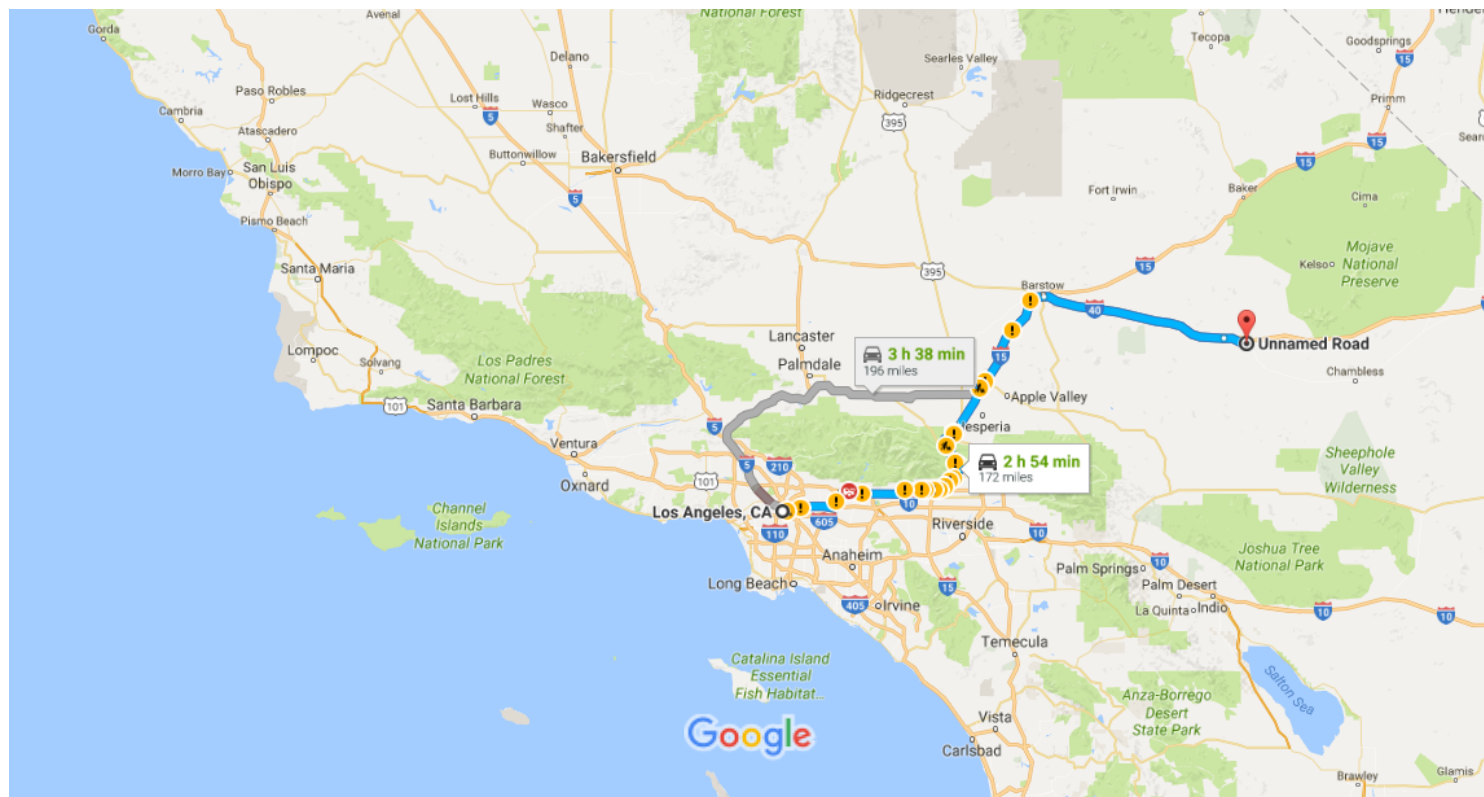 National Forest
Avenal
Gorda
Delano
Tecopa
Goodsprings
15
Searles Valley
Paso Robles
Lost Hills
Wasco
5
Ridgecrest
395
Primm
Cambria
Shafter
Atascadero
Buttonwillow
Bakersfield
15
15
Morro Bay
San Luis
Obispo
5
Fort Irwin
Baker
Cima
Pismo Beach
Mojave
National
Preserve
Kelso
Santa Maria
395
15
Barstow
40
40
Lancaster
Palmdale
3 h 38 min
196 miles
15
Unnamed Road
Lompoc
Solvang
Los Padres
National Forest
Chambless
Apple Valley
101
Santa Barbara
5
Hesperia
Ventura
5
210
2 h 54 min
172 miles
Sheephole
Valley
Wilderness
Oxnard
101
10
Los Angeles, CA
605
110
Channel
Islands
National Park
Riverside
10
Anaheim
Joshua Tree
National Park
Long Beach
15
Palm Springs
10
Palm Desert
405
Irvine
La Quinta
Indio
10
10
Temecula
Catalina Island
Essential
Fish Habitat...
Salton Sea
Anza-Borrego
Desert
State Park
Google
Vista
Carlsbad
Brawley
Glamis